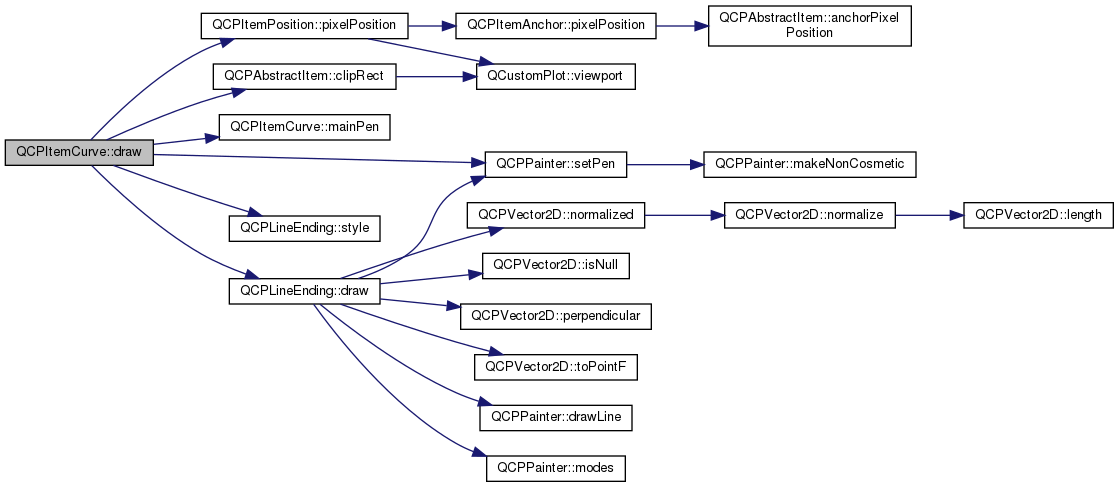 QCPItemPosition::pixelPosition
QCPItemAnchor::pixelPosition
QCPAbstractItem::anchorPixel
Position
QCPAbstractItem::clipRect
QCustomPlot::viewport
QCPItemCurve::mainPen
QCPItemCurve::draw
QCPPainter::setPen
QCPPainter::makeNonCosmetic
QCPLineEnding::style
QCPVector2D::normalized
QCPVector2D::normalize
QCPVector2D::length
QCPVector2D::isNull
QCPLineEnding::draw
QCPVector2D::perpendicular
QCPVector2D::toPointF
QCPPainter::drawLine
QCPPainter::modes